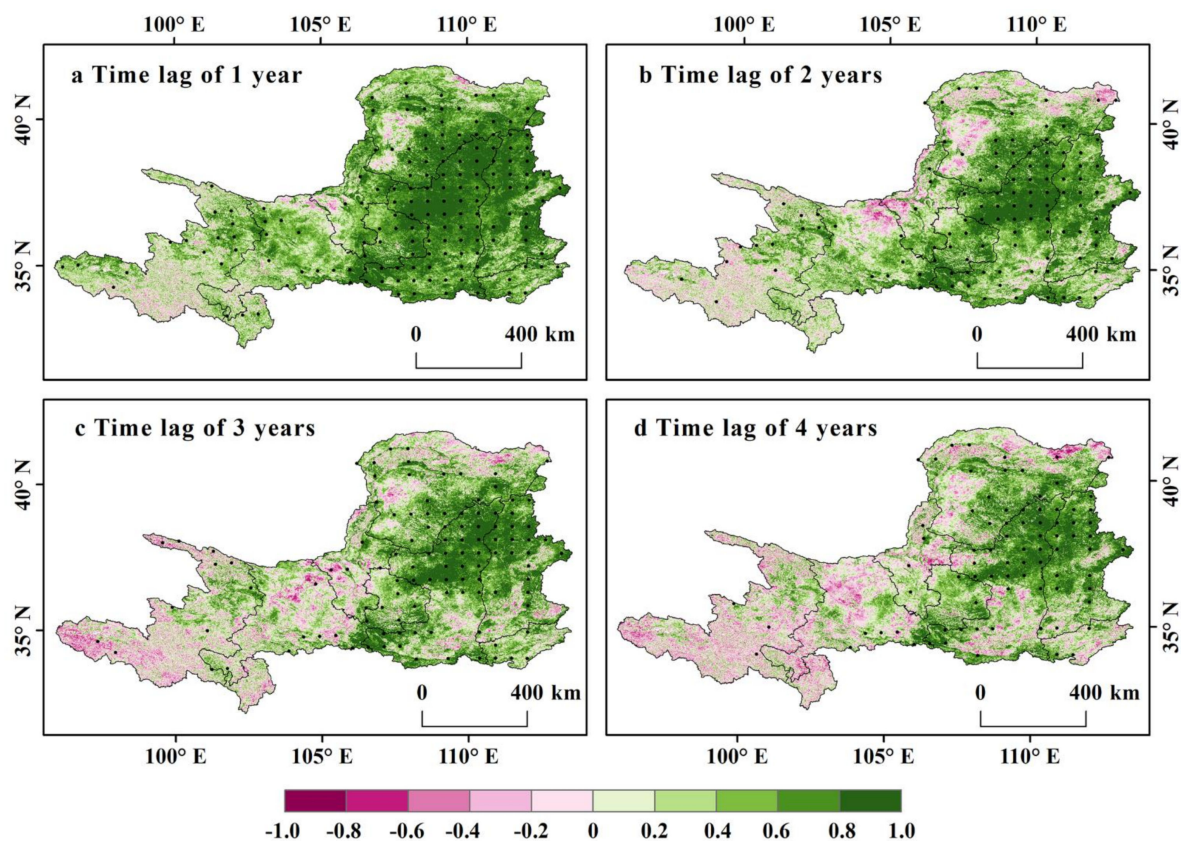 100° E 105° E 110° E 100° E 105° E 110° E
a Time lag of 1 year
b Time lag of 2 years
40° N
40° N
35° N
35° N
0 400 km
0 400 km
c Time lag of 3 years
d Time lag of 4 years
40° N
40° N
35° N
35° N
0 400 km
0 400 km
100° E 105° E 110° E 100° E 105° E 110° E
-1.0 -0.8 -0.6 -0.4 -0.2 0 0.2 0.4 0.6 0.8 1.0